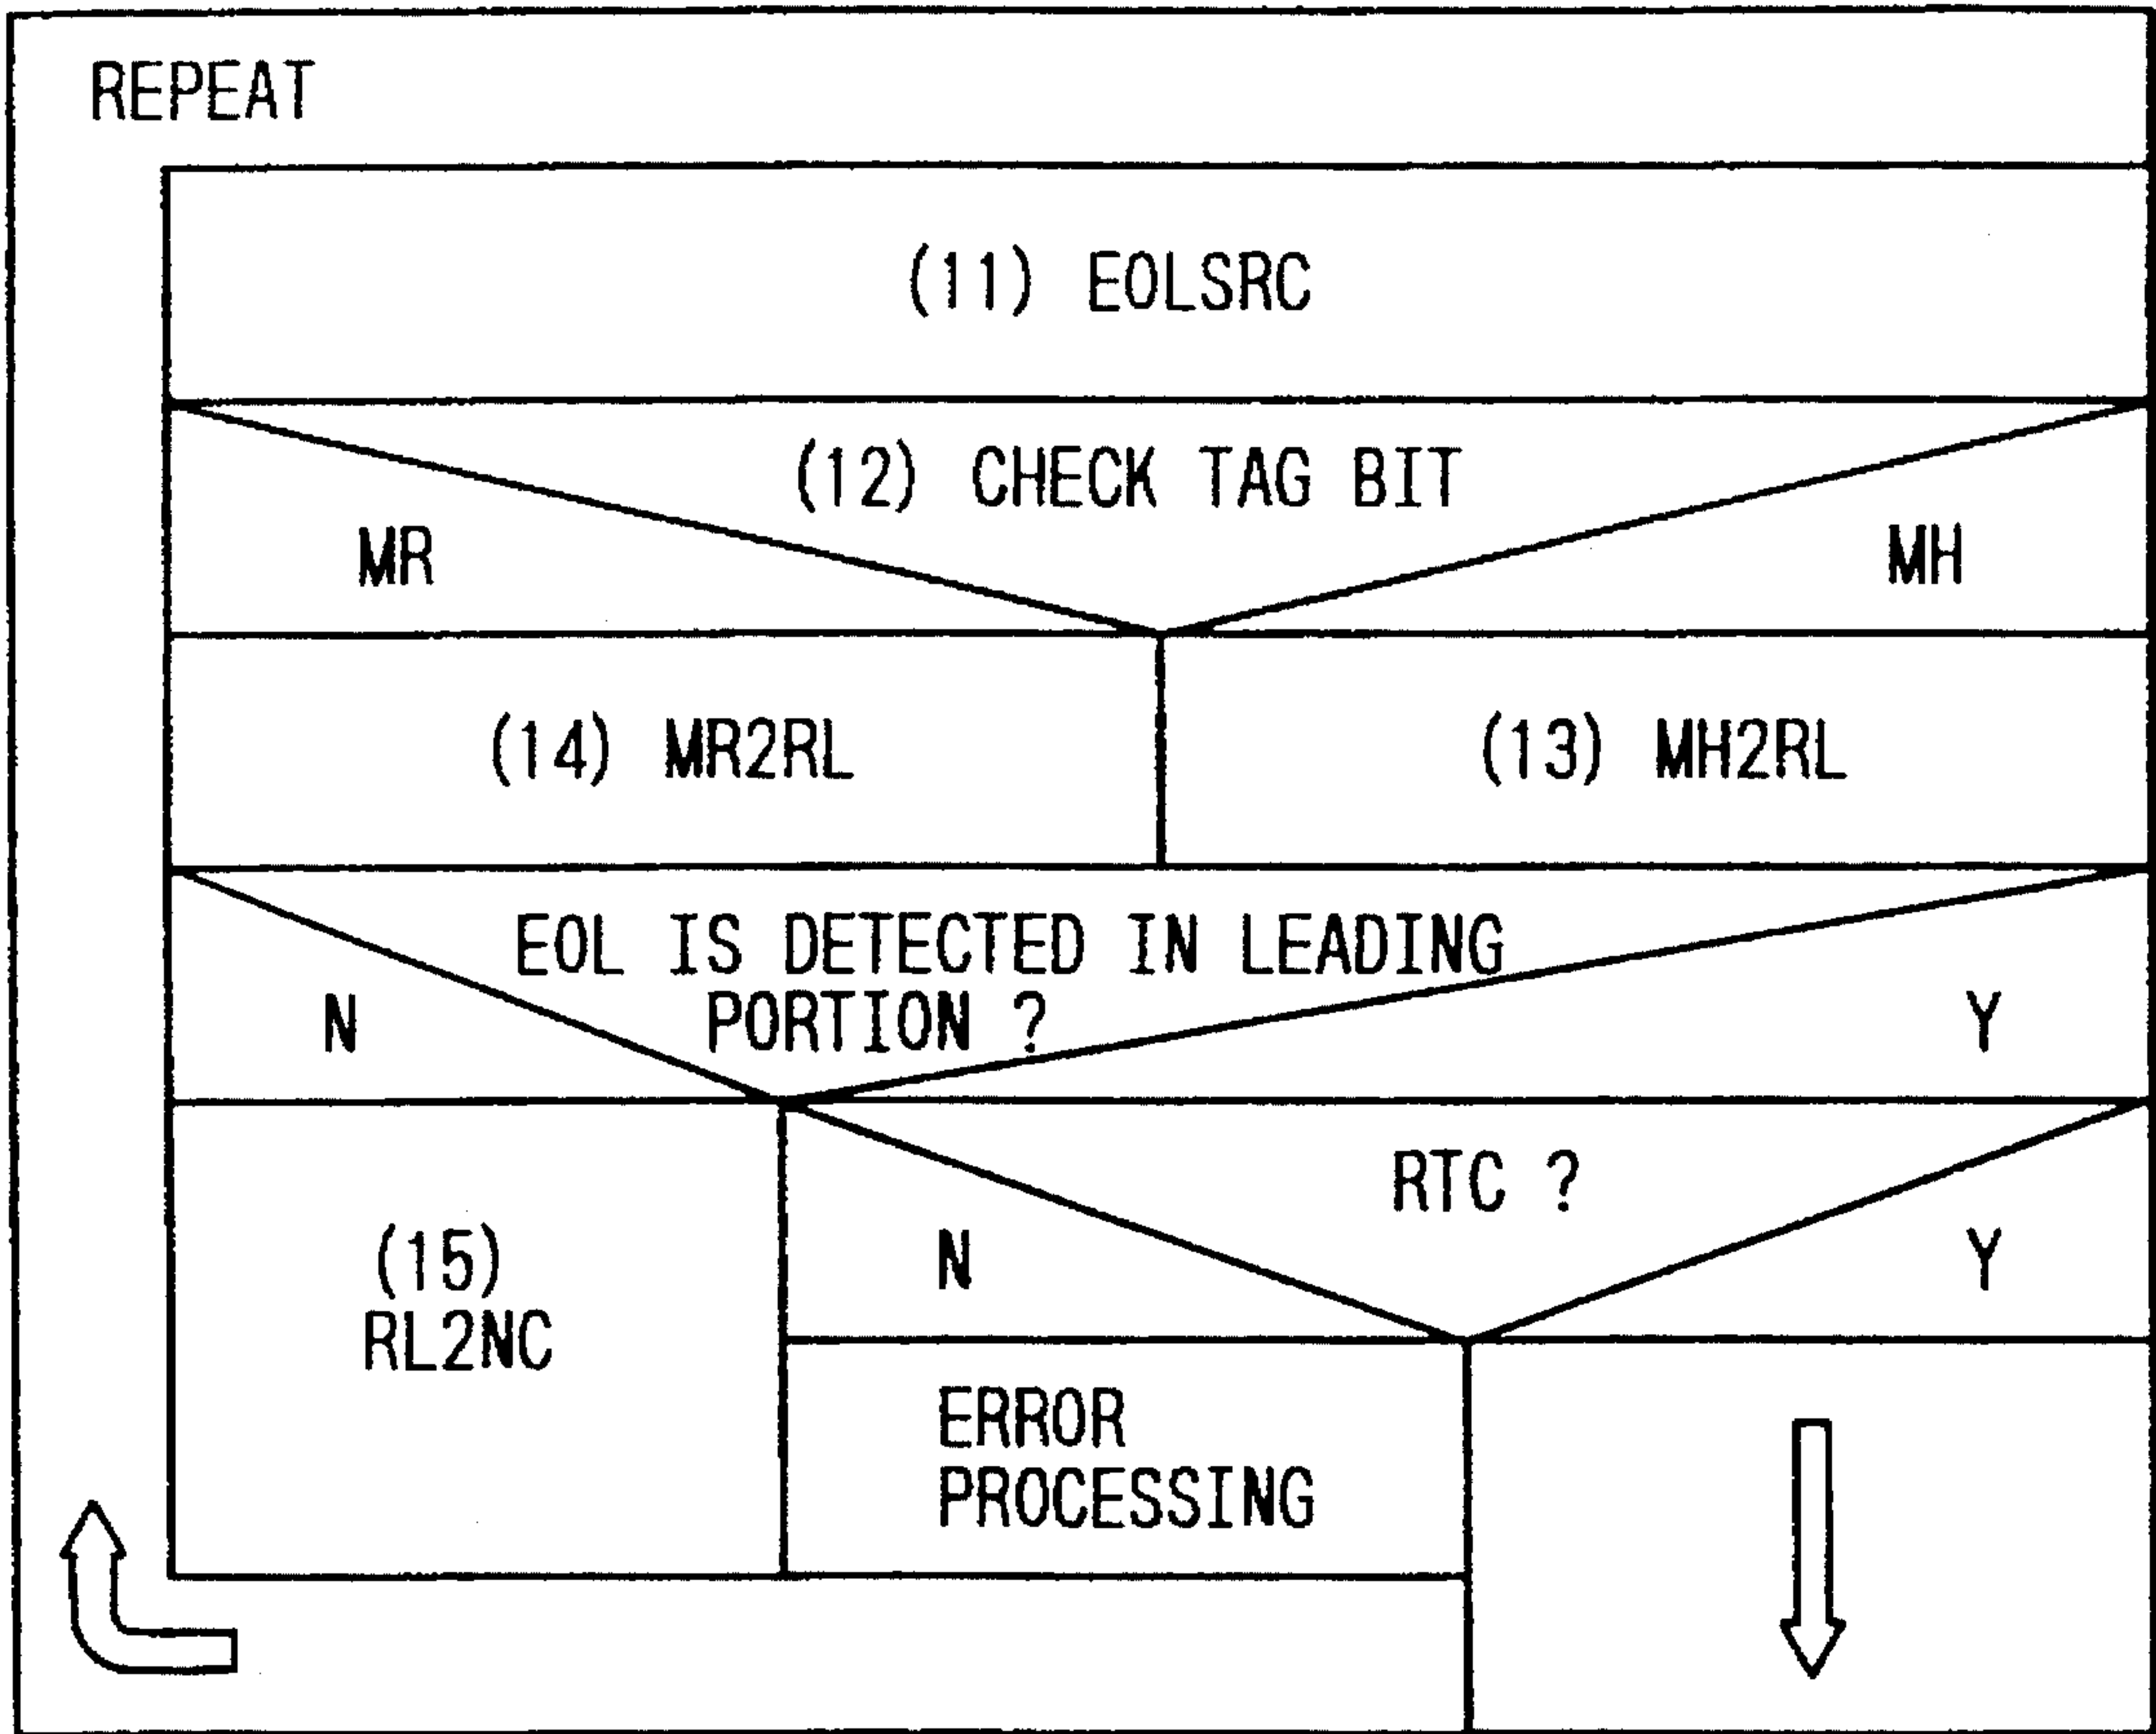 REPEAT
(11) EOLSRC
(12) CHECK TAG BIT
MR
MH
(14) MR2RL
(13) MH2RL
EOL IS DETECTED IN LEADING
PORTION ?
N
Y
RTC ?
N
Y
(15)
RL2NC
ERROR
PROCESSING